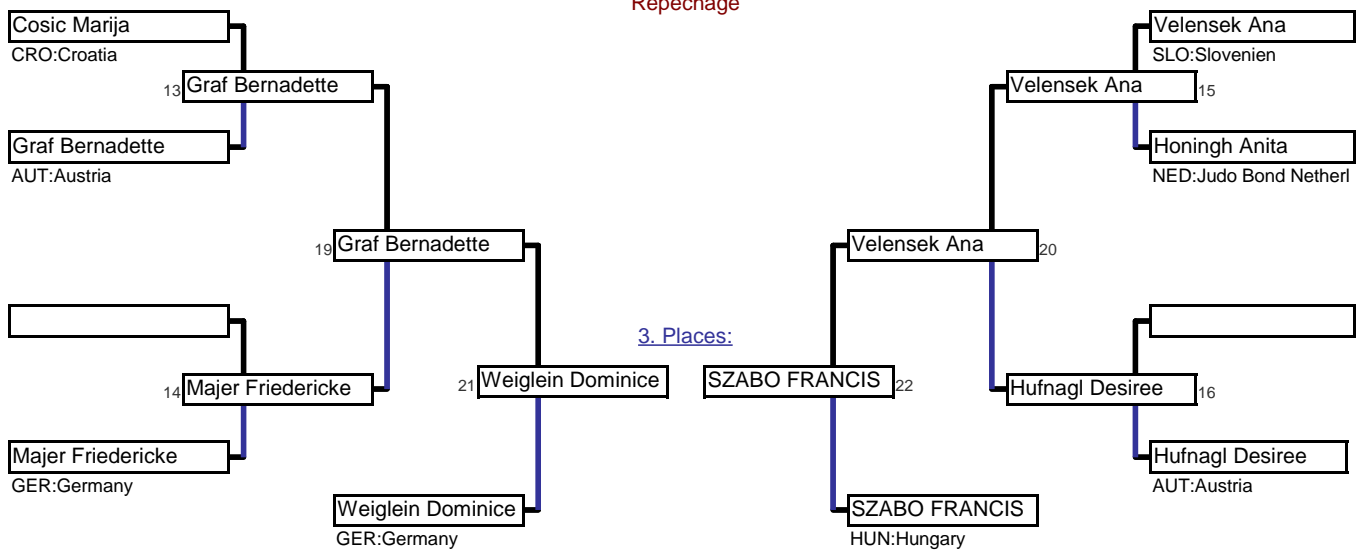 Repechage
Cosic Marija
CRO:Croatia
13 Graf Bernadette
Graf Bernadette
AUT:Austria
19 Graf Bernadette
14 Majer Friedericke
Majer Friedericke
GER:Germany
21 Weiglein Dominice
Weiglein Dominice
GER:Germany
3. Places:
Velensek Ana
SLO:Slovenien
Velensek Ana 15
Honingh Anita
NED:Judo Bond Netherl
Velensek Ana 20
SZABO FRANCIS 22
Hufnagl Desiree 16
Hufnagl Desiree
AUT:Austria
SZABO FRANCIS
HUN:Hungary